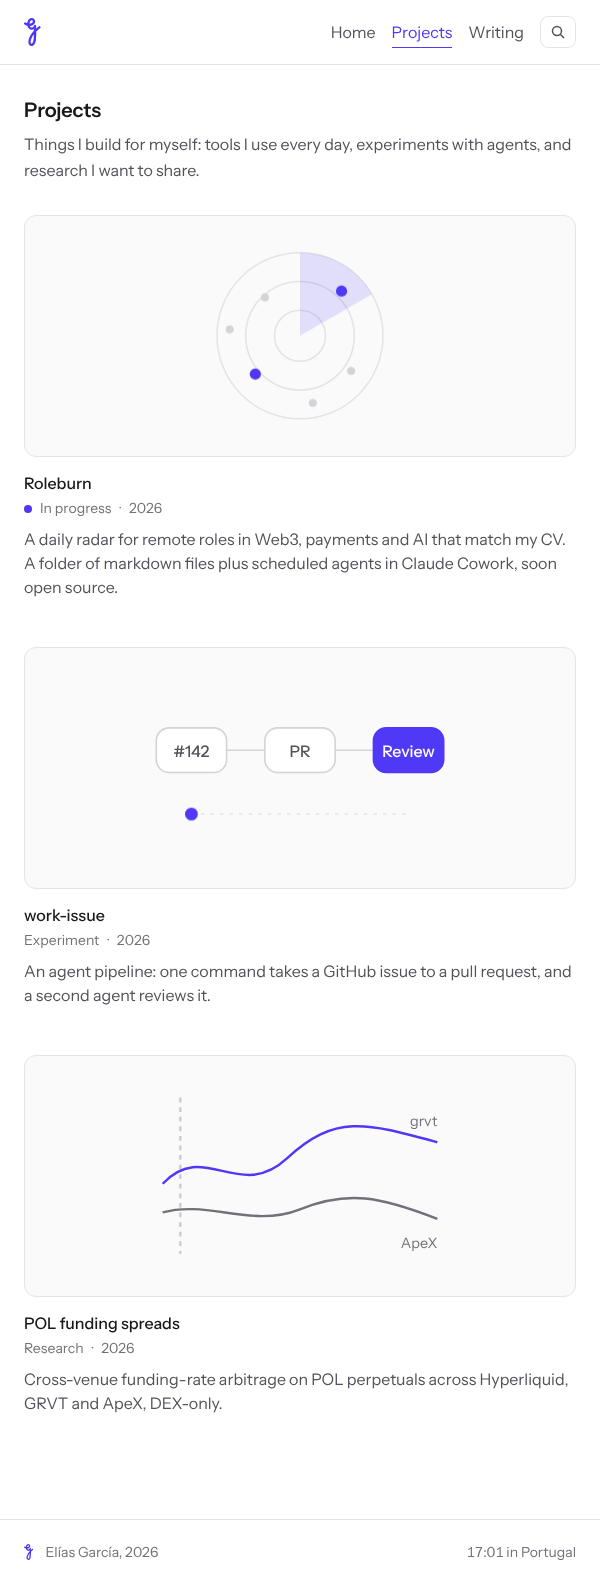 Home Projects Writing
Projects
Things I build for myself: tools I use every day, experiments with agents, and
research I want to share.
Roleburn
In progress · 2026
A daily radar for remote roles in Web3, payments and AI that match my CV.
A folder of markdown files plus scheduled agents in Claude Cowork, soon
open source.
#142 PR Review
work-issue
Experiment · 2026
An agent pipeline: one command takes a GitHub issue to a pull request, and
a second agent reviews it.
grvt
ApeX
POL funding spreads
Research · 2026
Cross-venue funding-rate arbitrage on POL perpetuals across Hyperliquid,
GRVT and ApeX, DEX-only.
Elías García, 2026 17:01 in Portugal